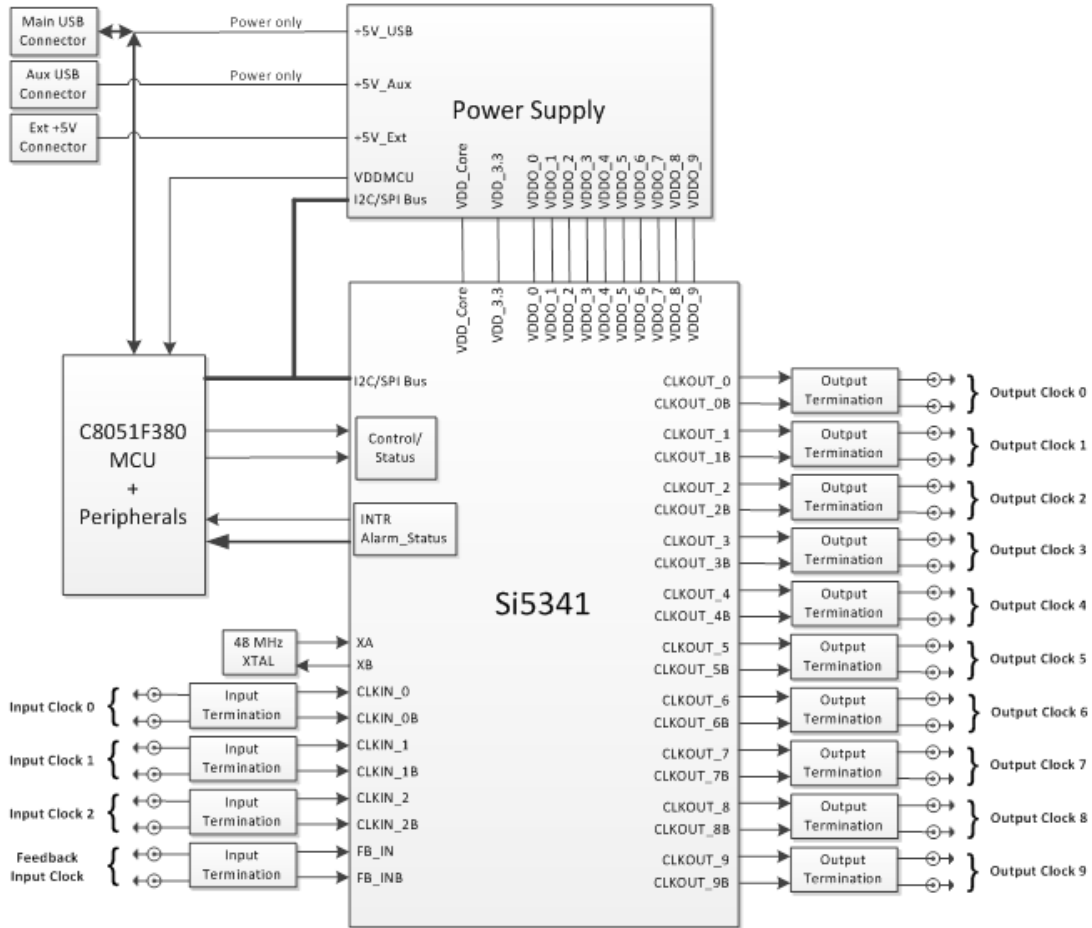 Main USB
Connector
Power only
+5V_USB
Aux USB
Connector
Power only
+5V_Aux
Power Supply
Ext +5V
Connector
+5V_Ext
VDDMCU
I2C/SPI Bus
VDD_Core
VDD_3.3
VDDO_0
VDDO_1
VDDO_2
VDDO_3
VDDO_4
VDDO_5
VDDO_6
VDDO_7
VDDO_8
VDDO_9
VDD_Core
VDD_3.3
VDDO_0
VDDO_1
VDDO_2
VDDO_3
VDDO_4
VDDO_5
VDDO_6
VDDO_7
VDDO_8
VDDO_9
C8051F380
MCU
+
Peripherals
I2C/SPI Bus
Control/
Status
INTR
Alarm_Status
Si5341
48 MHz
XTAL
XA
XB
Input Clock 0
Input
Termination
CLKIN_0
CLKIN_0B
Input Clock 1
Input
Termination
CLKIN_1
CLKIN_1B
Input Clock 2
Input
Termination
CLKIN_2
CLKIN_2B
Feedback
Input Clock
Input
Termination
FB_IN
FB_INB
CLKOUT_0
CLKOUT_0B
Output
Termination
Output Clock 0
CLKOUT_1
CLKOUT_1B
Output
Termination
Output Clock 1
CLKOUT_2
CLKOUT_2B
Output
Termination
Output Clock 2
CLKOUT_3
CLKOUT_3B
Output
Termination
Output Clock 3
CLKOUT_4
CLKOUT_4B
Output
Termination
Output Clock 4
CLKOUT_5
CLKOUT_5B
Output
Termination
Output Clock 5
CLKOUT_6
CLKOUT_6B
Output
Termination
Output Clock 6
CLKOUT_7
CLKOUT_7B
Output
Termination
Output Clock 7
CLKOUT_8
CLKOUT_8B
Output
Termination
Output Clock 8
CLKOUT_9
CLKOUT_9B
Output
Termination
Output Clock 9